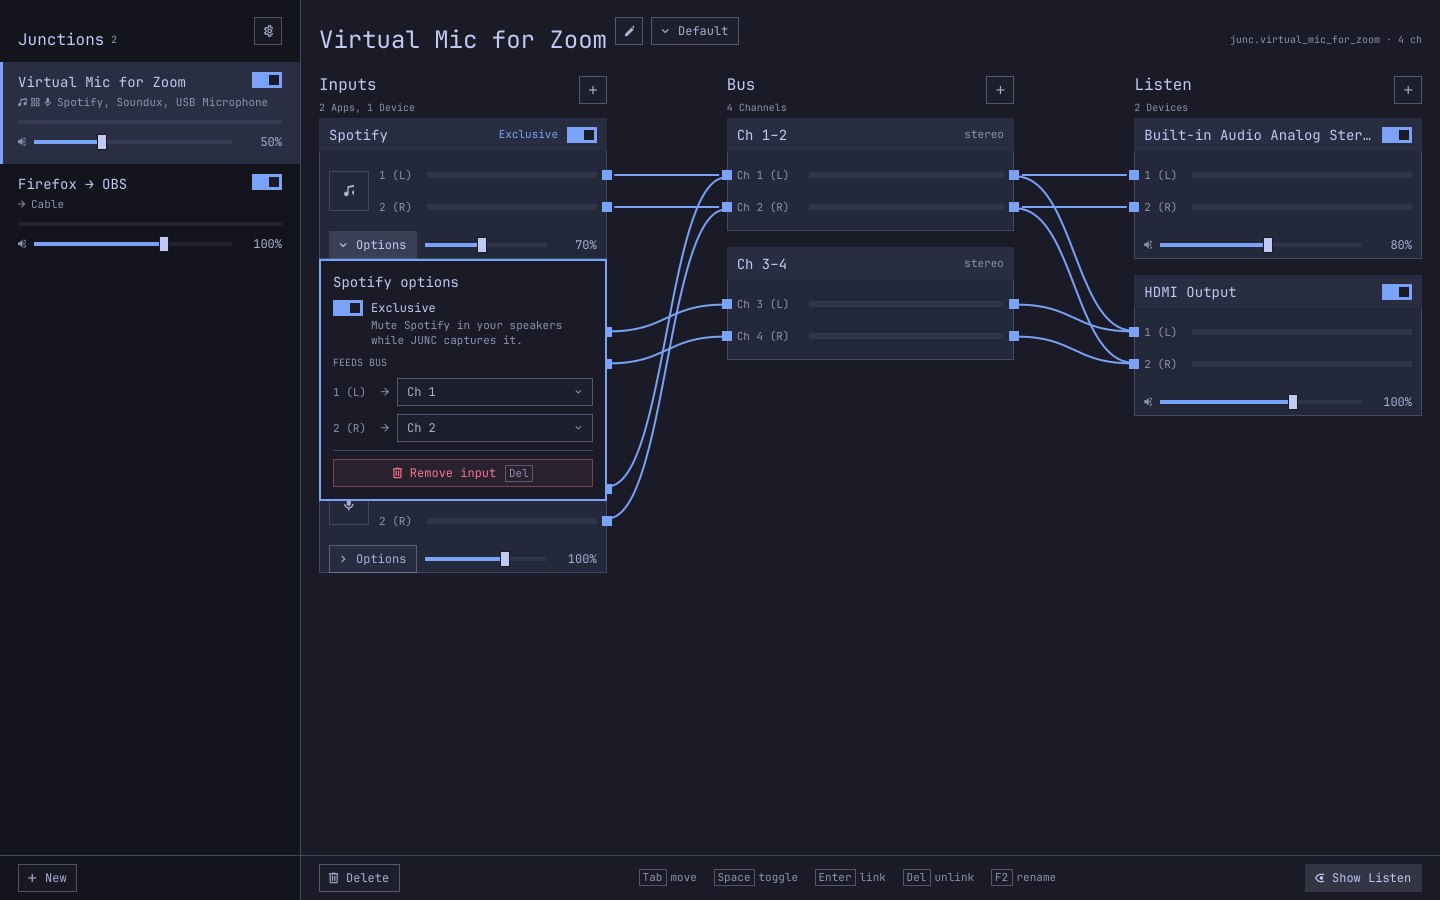 Junctions 2
Virtual Mic for Zoom
Spotify, Soundux, USB Microphone
50%
Firefox → OBS
→ Cable
100%
+ New
Virtual Mic for Zoom
Default
junc.virtual_mic_for_zoom · 4 ch
Inputs
2 Apps, 1 Device
Spotify Exclusive
1 (L)
2 (R)
Options 70%
Spotify options
Exclusive
Mute Spotify in your speakers
while JUNC captures it.
FEEDS BUS
1 (L) → Ch 1
2 (R) → Ch 2
Remove input Del
2 (R)
Options 100%
Bus
4 Channels
Ch 1–2 stereo
Ch 1 (L)
Ch 2 (R)
Ch 3–4 stereo
Ch 3 (L)
Ch 4 (R)
Listen
2 Devices
Built-in Audio Analog Ster…
1 (L)
2 (R)
80%
HDMI Output
1 (L)
2 (R)
100%
Delete
Tab move Space toggle Enter link Del unlink F2 rename
Show Listen